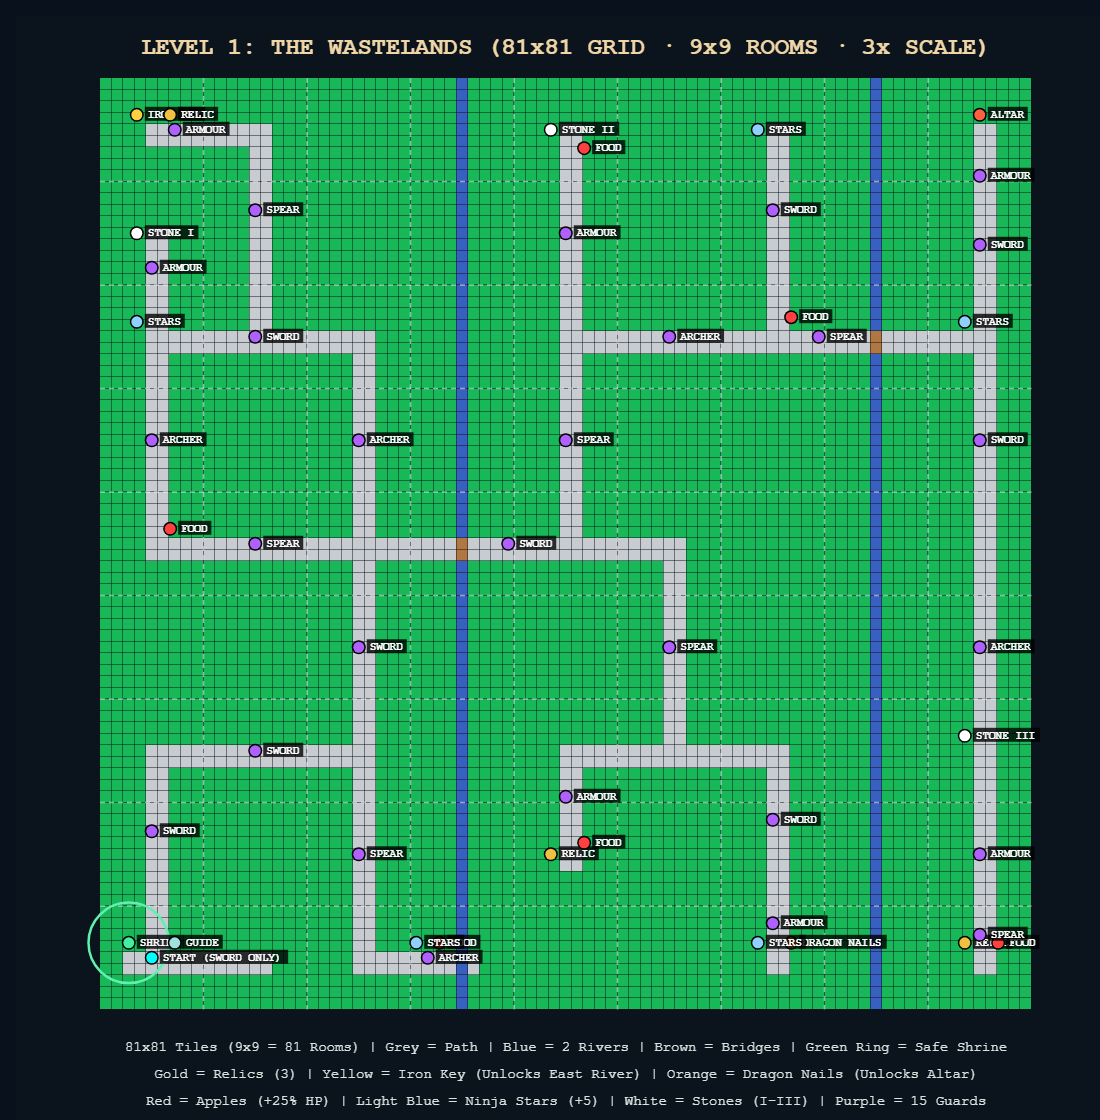 LEVEL 1: THE WASTELANDS (81x81 GRID · 9x9 ROOMS · 3x SCALE)
RELIC
ALTAR
ARMOUR
STONE II
STARS
FOOD
ARMOUR
SPEAR
SWORD
STONE I
ARMOUR
SWORD
ARMOUR
FOOD
STARS
STARS
SWORD
ARCHER
SPEAR
ARCHER
ARCHER
SPEAR
SWORD
FOOD
SPEAR
SWORD
SWORD
SPEAR
ARCHER
STONE III
SWORD
ARMOUR
SWORD
SWORD
FOOD
SPEAR
RELIC
ARMOUR
ARMOUR
SPEAR
GUIDE
STARS
STARS
DRAGON NAILS
FOOD
START (SWORD ONLY)
ARCHER
81x81 Tiles (9x9 = 81 Rooms) | Grey = Path | Blue = 2 Rivers | Brown = Bridges | Green Ring = Safe Shrine
Gold = Relics (3) | Yellow = Iron Key (Unlocks East River) | Orange = Dragon Nails (Unlocks Altar)
Red = Apples (+25% HP) | Light Blue = Ninja Stars (+5) | White = Stones (I-III) | Purple = 15 Guards